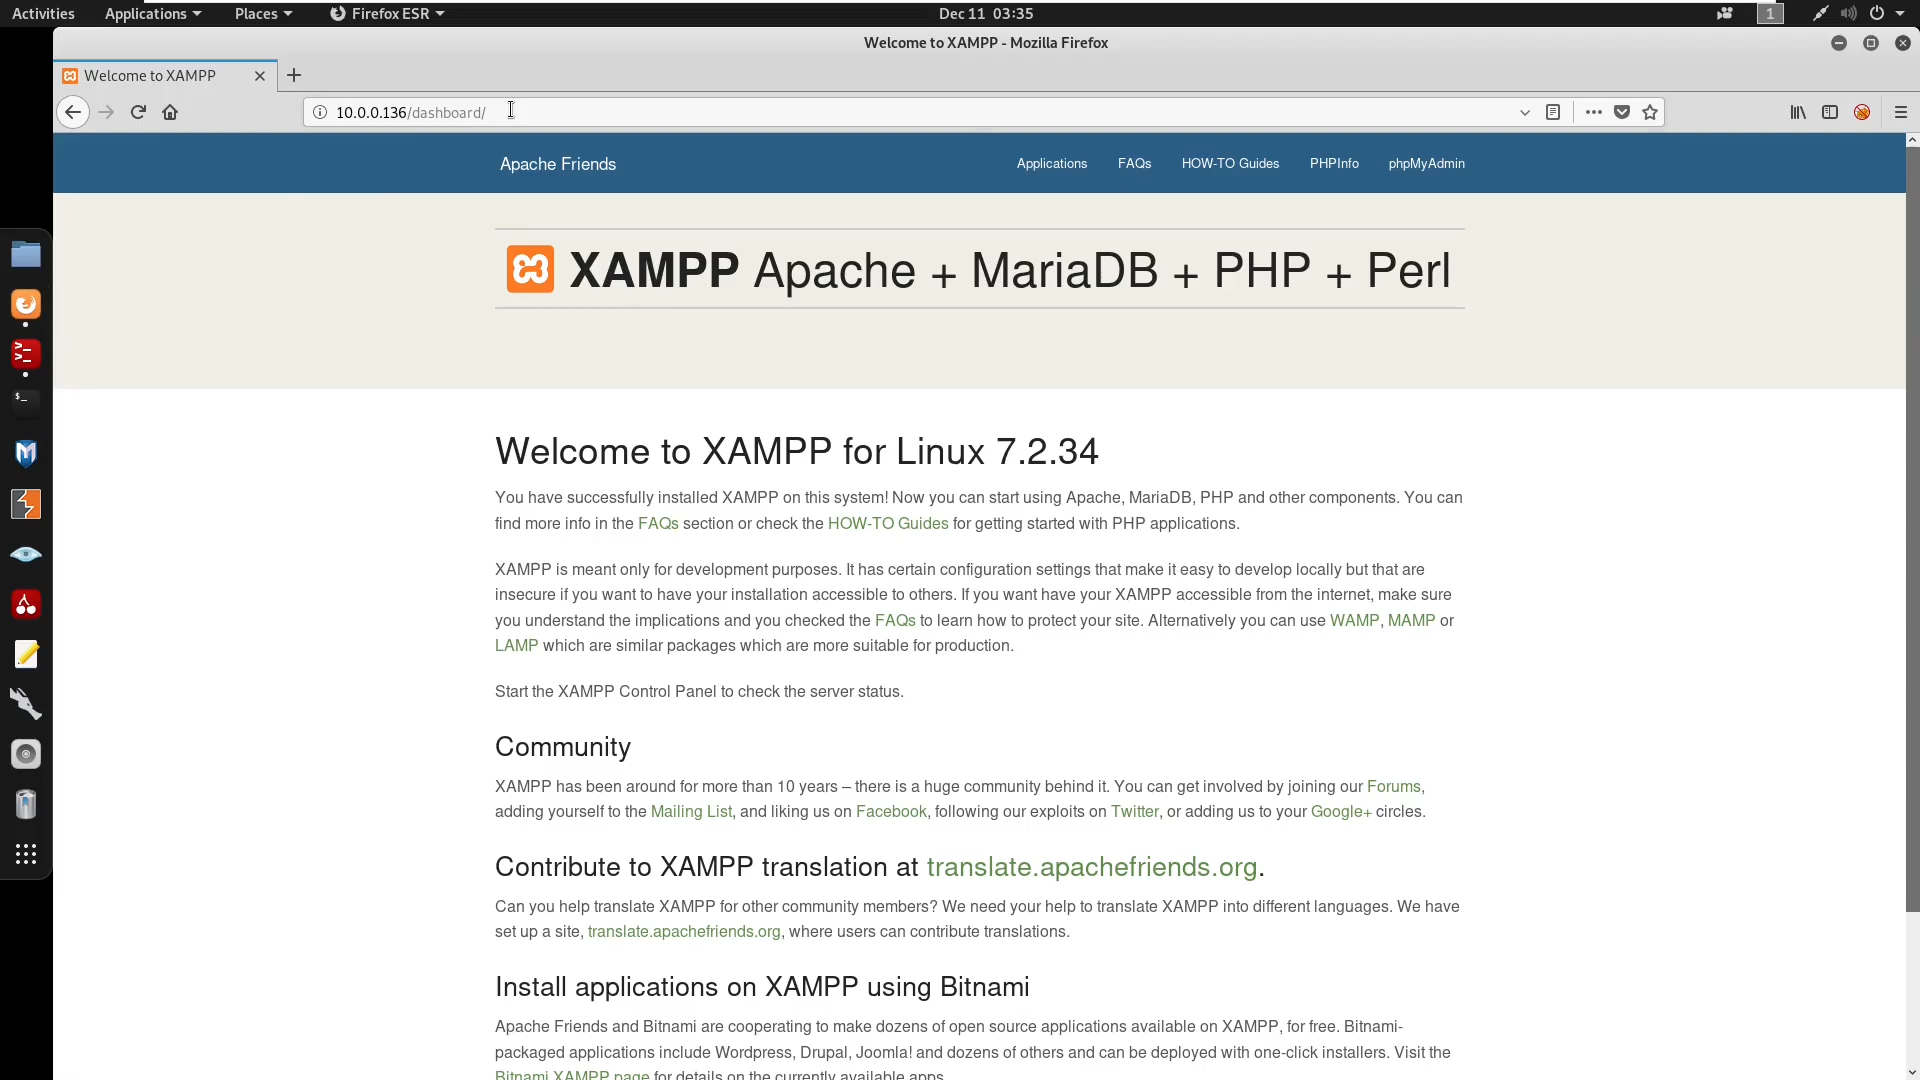 Activities Applications Places Firefox ESR Dec 11 03:35 1
Welcome to XAMPP - Mozilla Firefox
Welcome to XAMPP
10.0.0.136/dashboard/
Apache Friends Applications FAQs HOW-TO Guides PHPInfo phpMyAdmin
XAMPP Apache + MariaDB + PHP + Perl
Welcome to XAMPP for Linux 7.2.34
You have successfully installed XAMPP on this system! Now you can start using Apache, MariaDB, PHP and other components. You can
find more info in the FAQs section or check the HOW-TO Guides for getting started with PHP applications.
XAMPP is meant only for development purposes. It has certain configuration settings that make it easy to develop locally but that are
insecure if you want to have your installation accessible to others. If you want have your XAMPP accessible from the internet, make sure
you understand the implications and you checked the FAQs to learn how to protect your site. Alternatively you can use WAMP, MAMP or
LAMP which are similar packages which are more suitable for production.
Start the XAMPP Control Panel to check the server status.
Community
XAMPP has been around for more than 10 years – there is a huge community behind it. You can get involved by joining our Forums,
adding yourself to the Mailing List, and liking us on Facebook, following our exploits on Twitter, or adding us to your Google+ circles.
Contribute to XAMPP translation at translate.apachefriends.org.
Can you help translate XAMPP for other community members? We need your help to translate XAMPP into different languages. We have
set up a site, translate.apachefriends.org, where users can contribute translations.
Install applications on XAMPP using Bitnami
Apache Friends and Bitnami are cooperating to make dozens of open source applications available on XAMPP, for free. Bitnami-
packaged applications include Wordpress, Drupal, Joomla! and dozens of others and can be deployed with one-click installers. Visit the
Bitnami XAMPP page for details on the currently available apps.